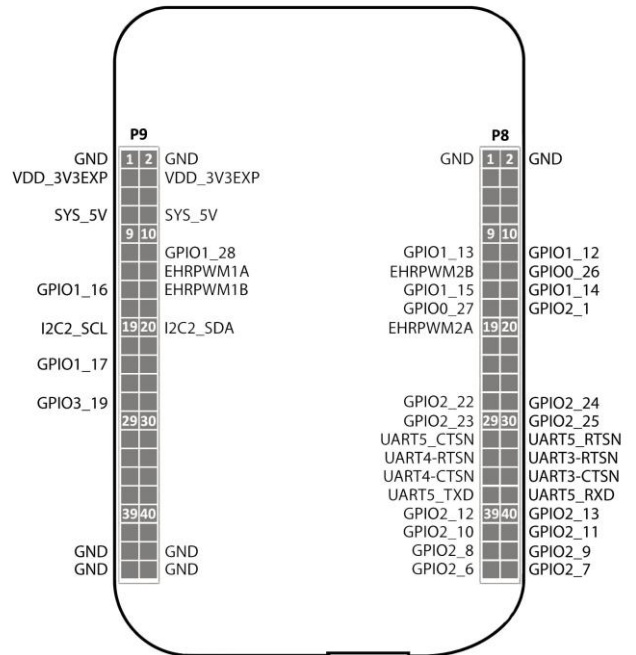 P9
GND 1 2 GND
VDD_3V3EXP VDD_3V3EXP
SYS_5V SYS_5V
9 10
GPIO1_28
EHRPWM1A
GPIO1_16 EHRPWM1B
I2C2_SCL 19 20 I2C2_SDA
GPIO1_17
GPIO3_19
29 30
39 40
GND GND
GND GND
P8
GND 1 2 GND
9 10
GPIO1_13 GPIO1_12
EHRPWM2B GPIO0_26
GPIO1_15 GPIO1_14
GPIO0_27 GPIO2_1
EHRPWM2A 19 20
GPIO2_22 GPIO2_24
GPIO2_23 29 30 GPIO2_25
UART5_CTSN UART5_RTSN
UART4-RTSN UART3-RTSN
UART4-CTSN UART3-CTSN
UART5_TXD UART5_RXD
GPIO2_12 39 40 GPIO2_13
GPIO2_10 GPIO2_11
GPIO2_8 GPIO2_9
GPIO2_6 GPIO2_7